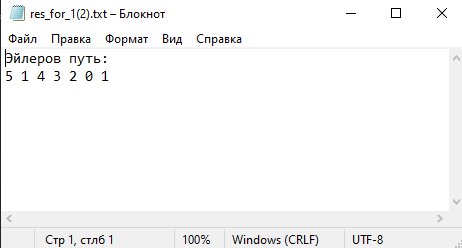 res_for_1(2).txt – Блокнот
Файл Правка Формат Вид Справка
Эйлеров путь:
5 1 4 3 2 0 1
Стр 1, стлб 1 100% Windows (CRLF) UTF-8